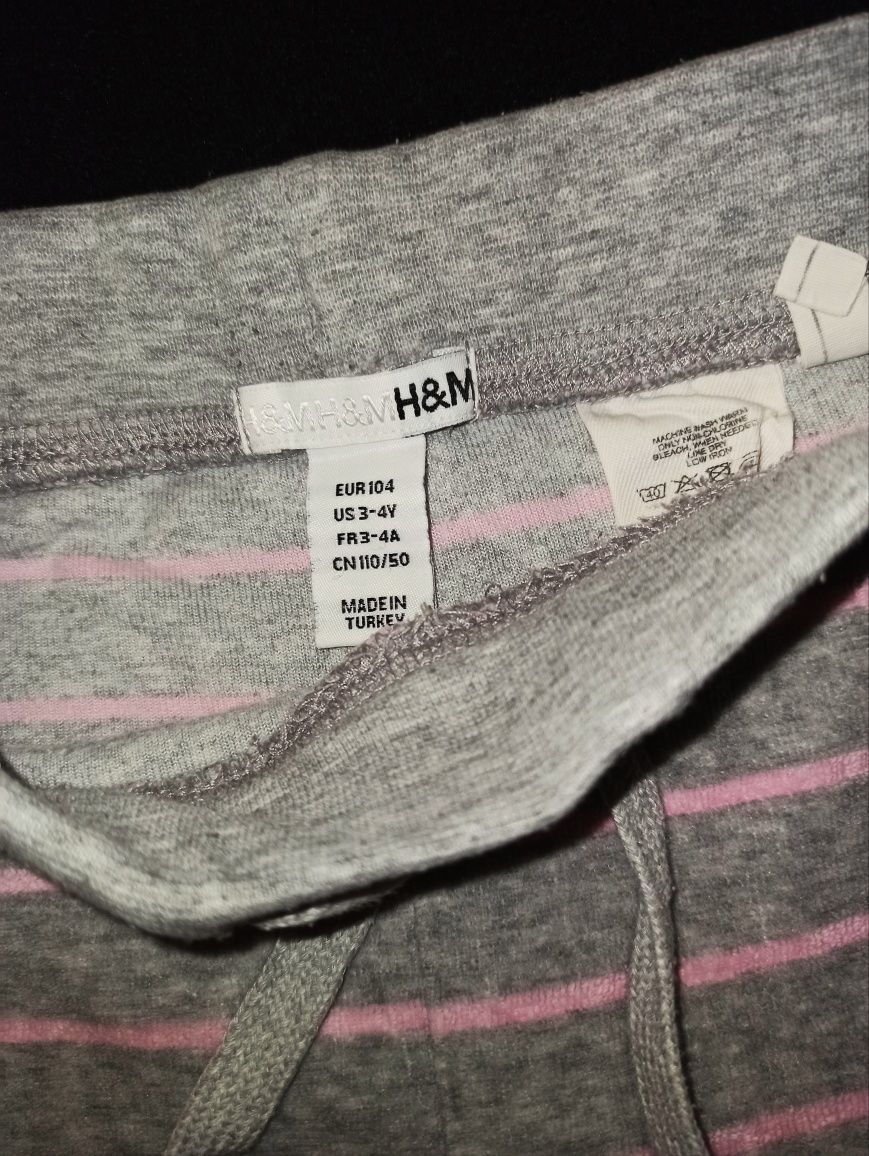 H&MH&MH&M
EUR 104
US 3-4Y
FR 3-4A
CN 110/50
MADE IN
TURKEY
MACHINE WASH WARM
ONLY NON-CHLORINE
BLEACH, WHEN NEEDED
LINE DRY
LOW IRON
40